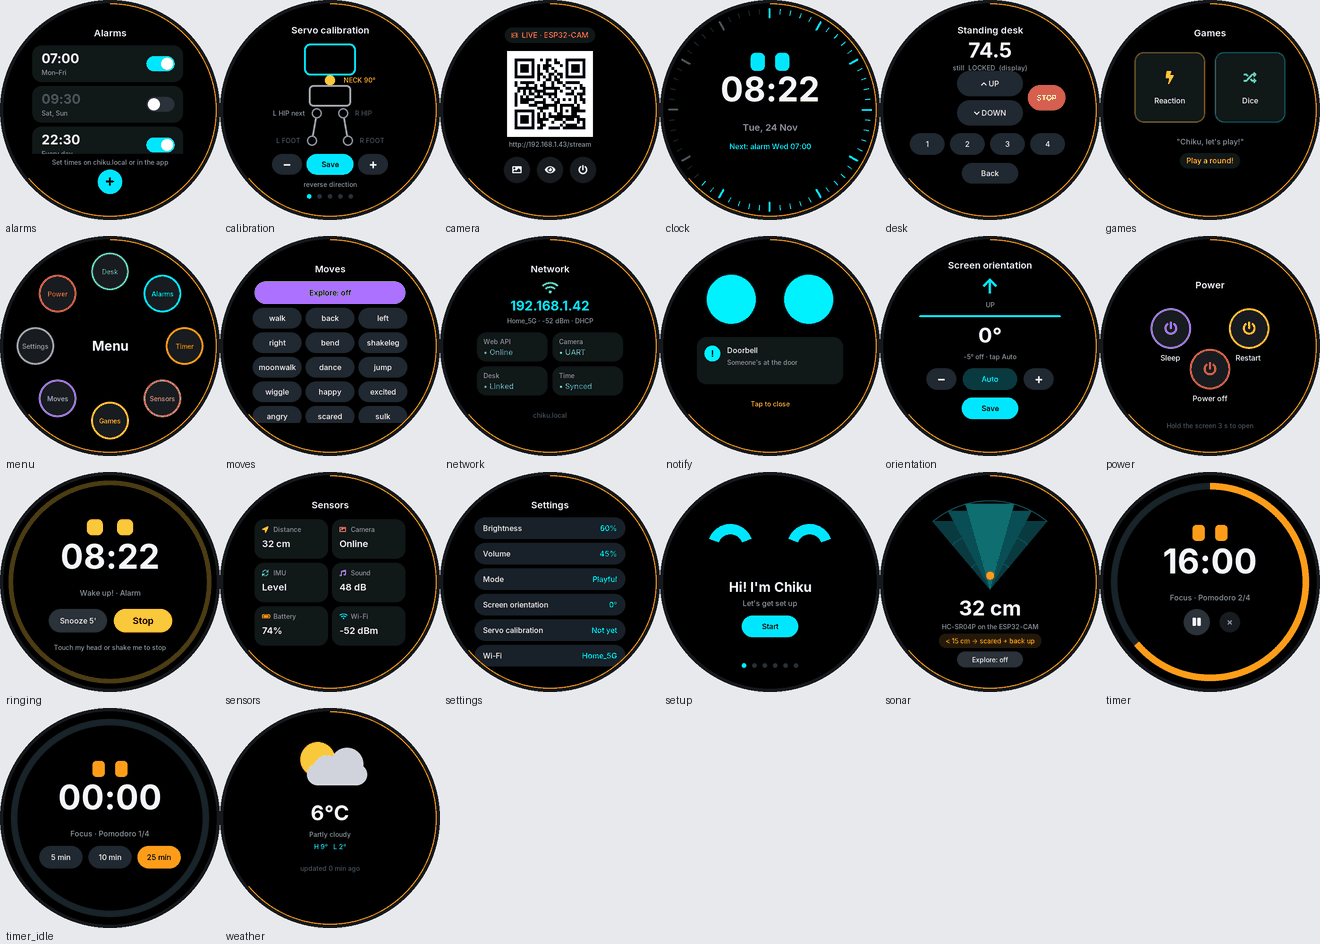 Alarms
07:00
Mon–Fri
09:30
Sat, Sun
22:30
Every day
Set times on chiku.local or in the app
+
alarms
Servo calibration
NECK 90°
L HIP next
R HIP
L FOOT
R FOOT
−
Save
+
reverse direction
calibration
LIVE · ESP32-CAM
http://192.168.1.43/stream
camera
08:22
Tue, 24 Nov
Next: alarm Wed 07:00
clock
Standing desk
74.5
still LOCKED (display)
UP
STOP
DOWN
1 2 3 4
Back
desk
Games
Reaction
Dice
"Chiku, let's play!"
Play a round!
games
Desk
Power
Alarms
Settings
Menu
Timer
Moves
Sensors
Games
menu
Moves
Explore: off
walk back left
right bend shakeleg
moonwalk dance jump
wiggle happy excited
angry scared sulk
moves
Network
192.168.1.42
Home_5G · -52 dBm · DHCP
Web API
• Online
Camera
• UART
Desk
• Linked
Time
• Synced
chiku.local
network
!
Doorbell
Someone's at the door
Tap to close
notify
Screen orientation
UP
0°
-5° off · tap Auto
−
Auto
+
Save
orientation
Power
Sleep
Restart
Power off
Hold the screen 3 s to open
power
08:22
Wake up! · Alarm
Snooze 5'
Stop
Touch my head or shake me to stop
ringing
Sensors
Distance
32 cm
Camera
Online
IMU
Level
Sound
48 dB
Battery
74%
Wi-Fi
-52 dBm
sensors
Settings
Brightness 60%
Volume 45%
Mode Playful
Screen orientation 0°
Servo calibration Not yet
Wi-Fi Home_5G
settings
Hi! I'm Chiku
Let's get set up
Start
setup
32 cm
HC-SR04P on the ESP32-CAM
< 15 cm → scared + back up
Explore: off
sonar
16:00
Focus · Pomodoro 2/4
×
timer
00:00
Focus · Pomodoro 1/4
5 min 10 min 25 min
timer_idle
6°C
Partly cloudy
H 9° L 2°
updated 0 min ago
weather